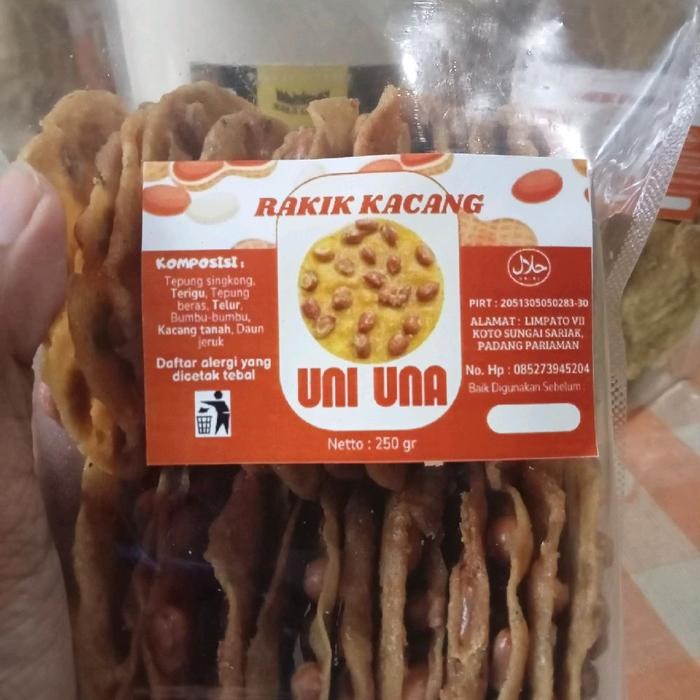 RAKIK KACANG
KOMPOSISI :
Tepung singkong,
Terigu, Tepung
beras, Telur,
Bumbu-bumbu,
Kacang tanah, Daun
jeruk
Daftar alergi yang
dicetak tebal
UNI UNA
Netto : 250 gr
حلال
PIRT : 2051305050283-30
ALAMAT : LIMPATO VII
KOTO SUNGAI SARIAK,
PADANG PARIAMAN
No. Hp : 085273945204
Baik Digunakan Sebelum :